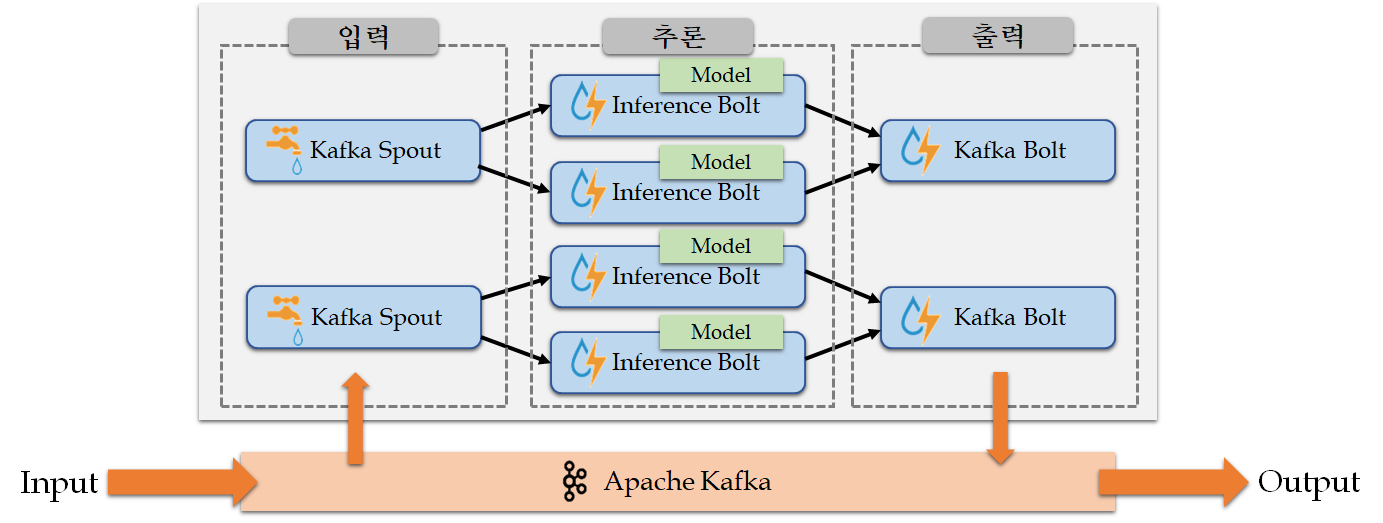 입력
추론
출력
Kafka Spout
Kafka Spout
Model
Inference Bolt
Model
Inference Bolt
Model
Inference Bolt
Model
Inference Bolt
Kafka Bolt
Kafka Bolt
Input
Apache Kafka
Output